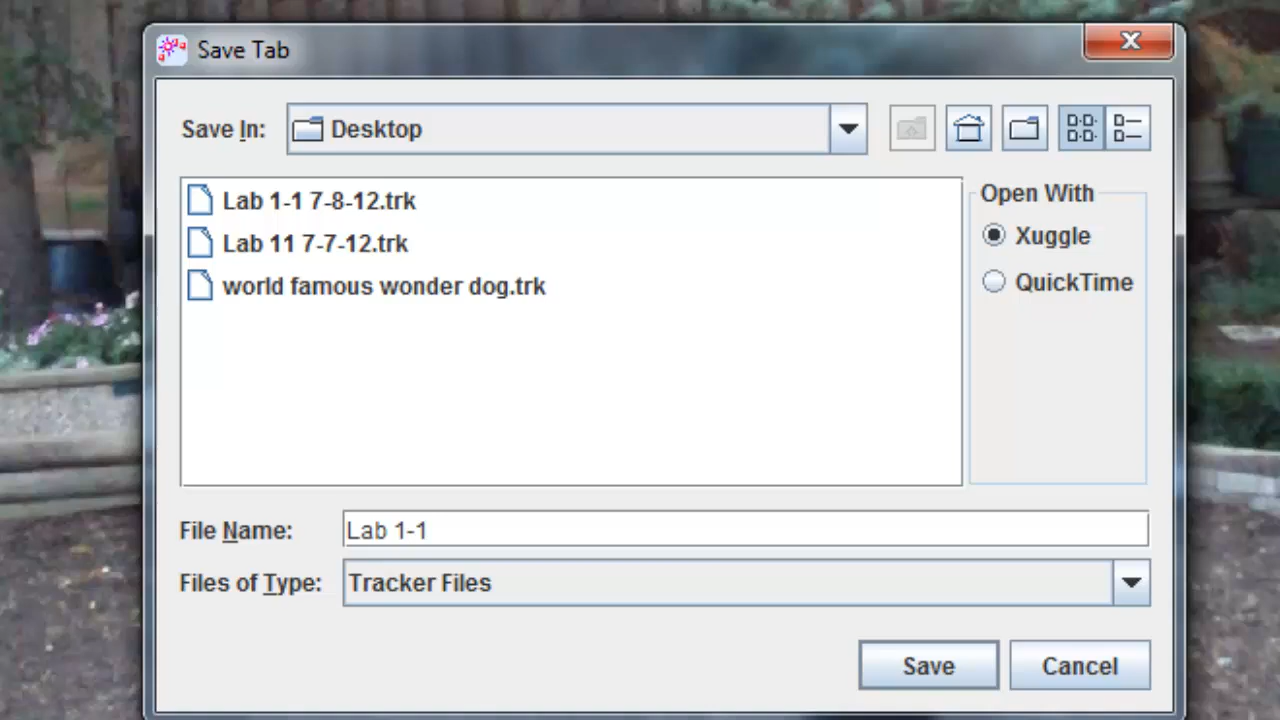 Save Tab
Save In: Desktop
Lab 1-1 7-8-12.trk
Lab 11 7-7-12.trk
world famous wonder dog.trk
Open With
Xuggle
QuickTime
File Name: Lab 1-1
Files of Type: Tracker Files
Save Cancel